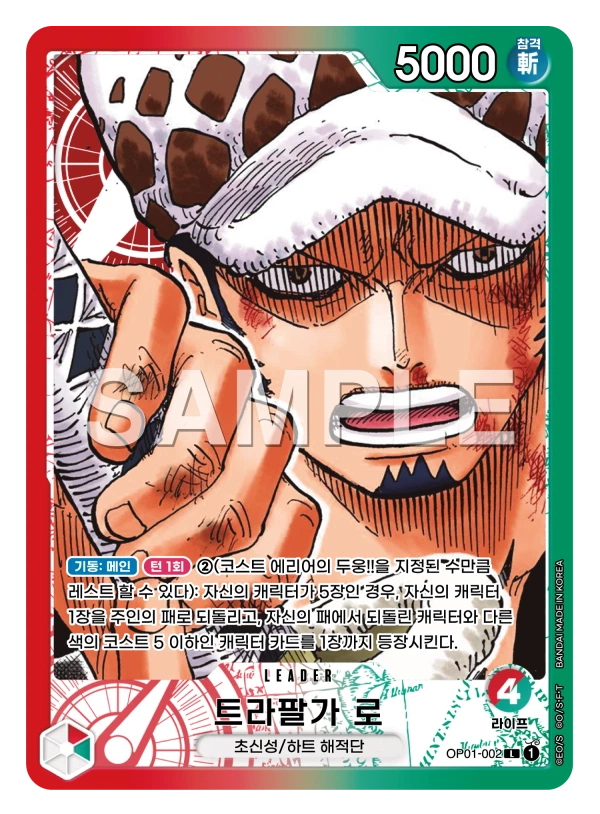 참격
5000 斬
SAMPLE
기동: 메인 턴 1회 ②(코스트 에리어의 두웅!!을 지정된 수만큼
레스트 할 수 있다): 자신의 캐릭터가 5장인 경우, 자신의 캐릭터
1장을 주인의 패로 되돌리고, 자신의 패에서 되돌린 캐릭터와 다른
색의 코스트 5 이하인 캐릭터 카드를 1장까지 등장시킨다.
LEADER
트라팔가 로
4
라이프
초신성/하트 해적단
OP01-002 L 1
©EO/S ©O/S·F·T BANDAI MADE IN KOREA